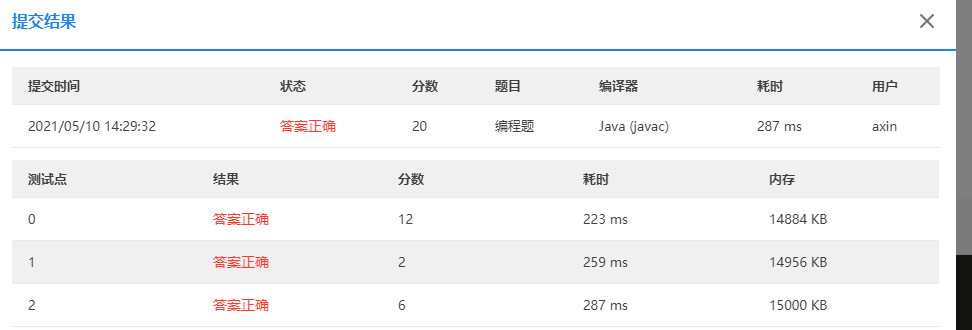 提交结果
提交时间 状态 分数 题目 编译器 耗时 用户
2021/05/10 14:29:32 答案正确 20 编程题 Java (javac) 287 ms axin
测试点 结果 分数 耗时 内存
0 答案正确 12 223 ms 14884 KB
1 答案正确 2 259 ms 14956 KB
2 答案正确 6 287 ms 15000 KB